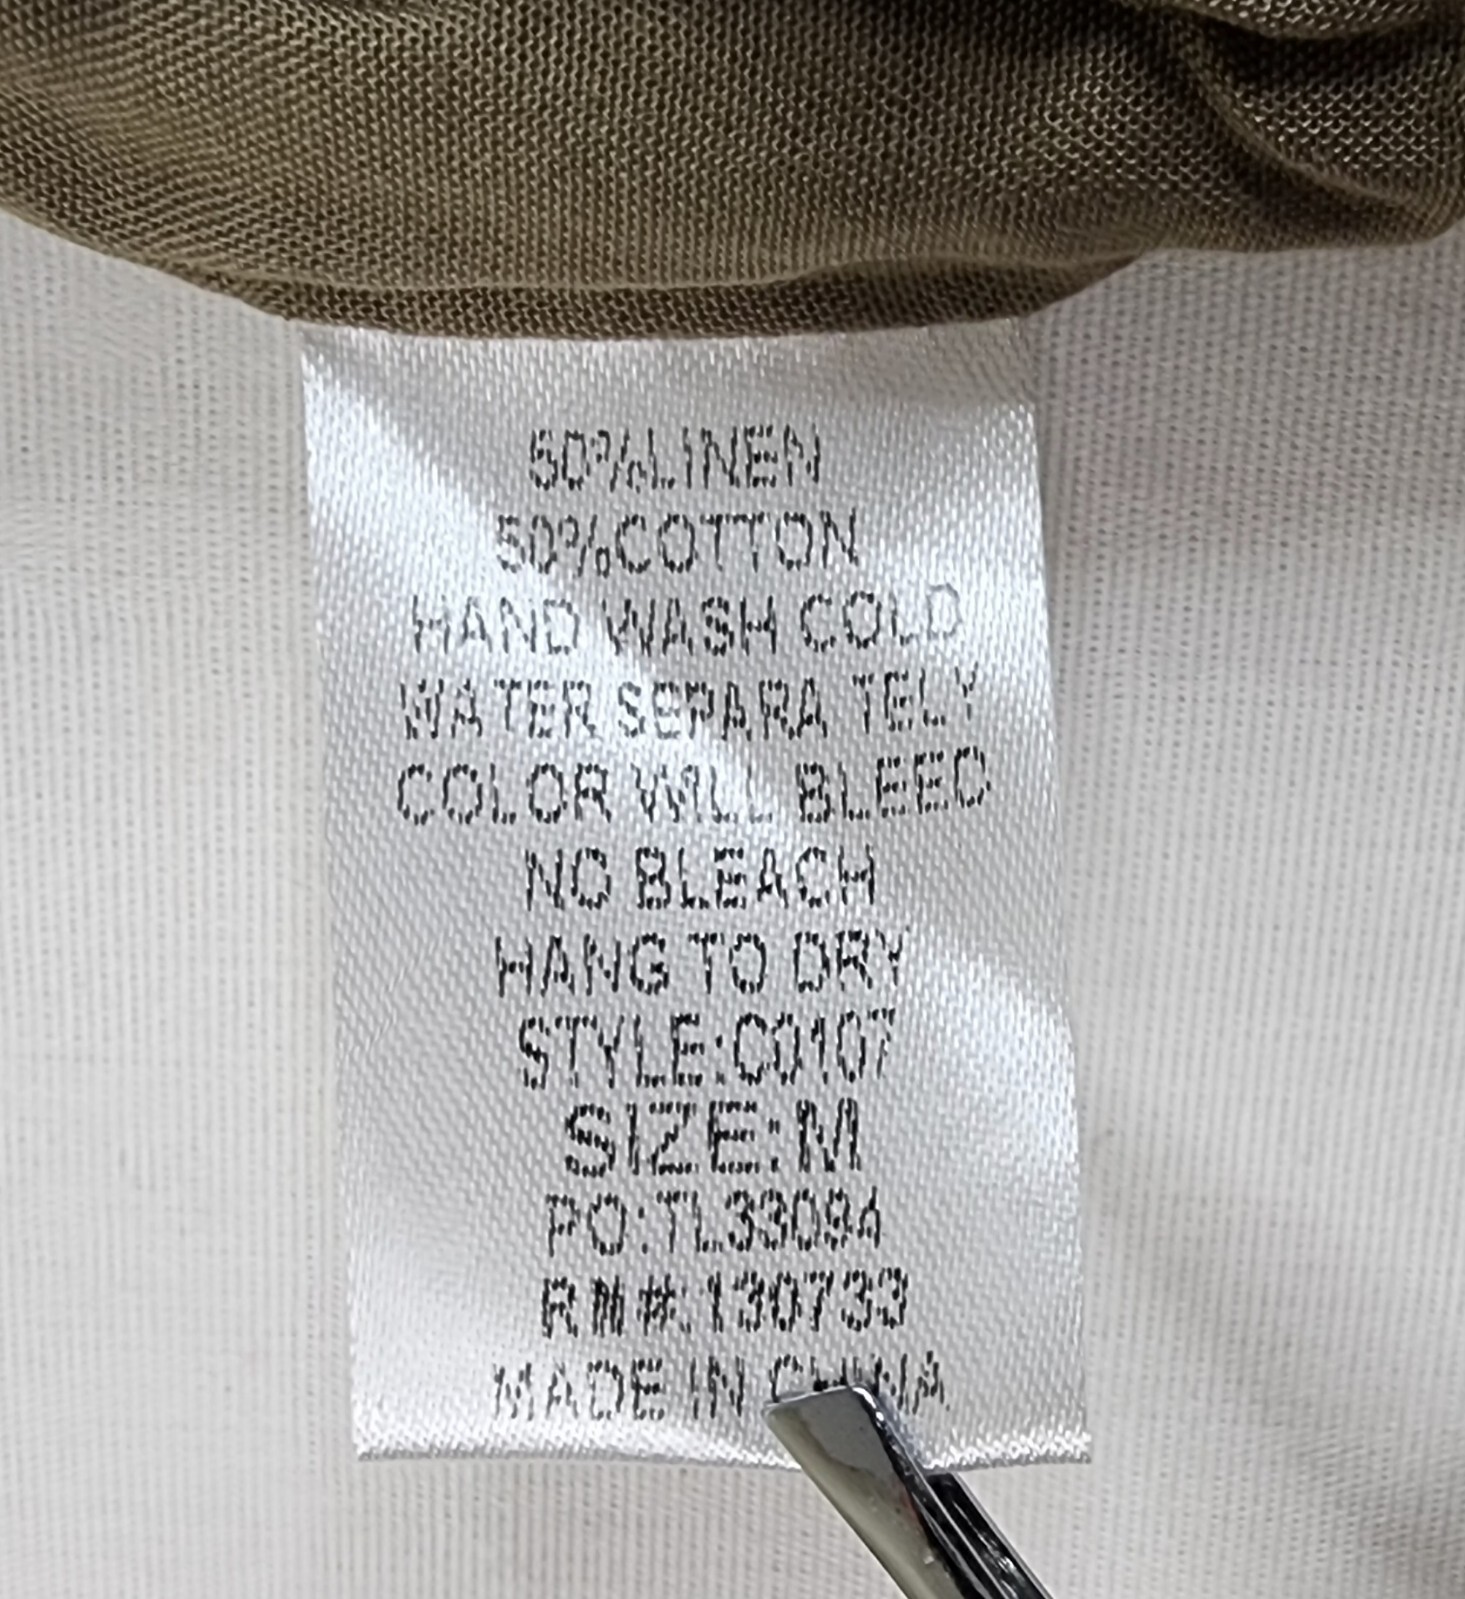 50%LINEN
50%COTTON
HAND WASH COLD
WATER SEPARA TELY
COLOR WILL BLEED
NO BLEACH
HANG TO DRY
STYLE:C0107
SIZE:M
PO:TL33094
RN#:130733
MADE IN CHINA